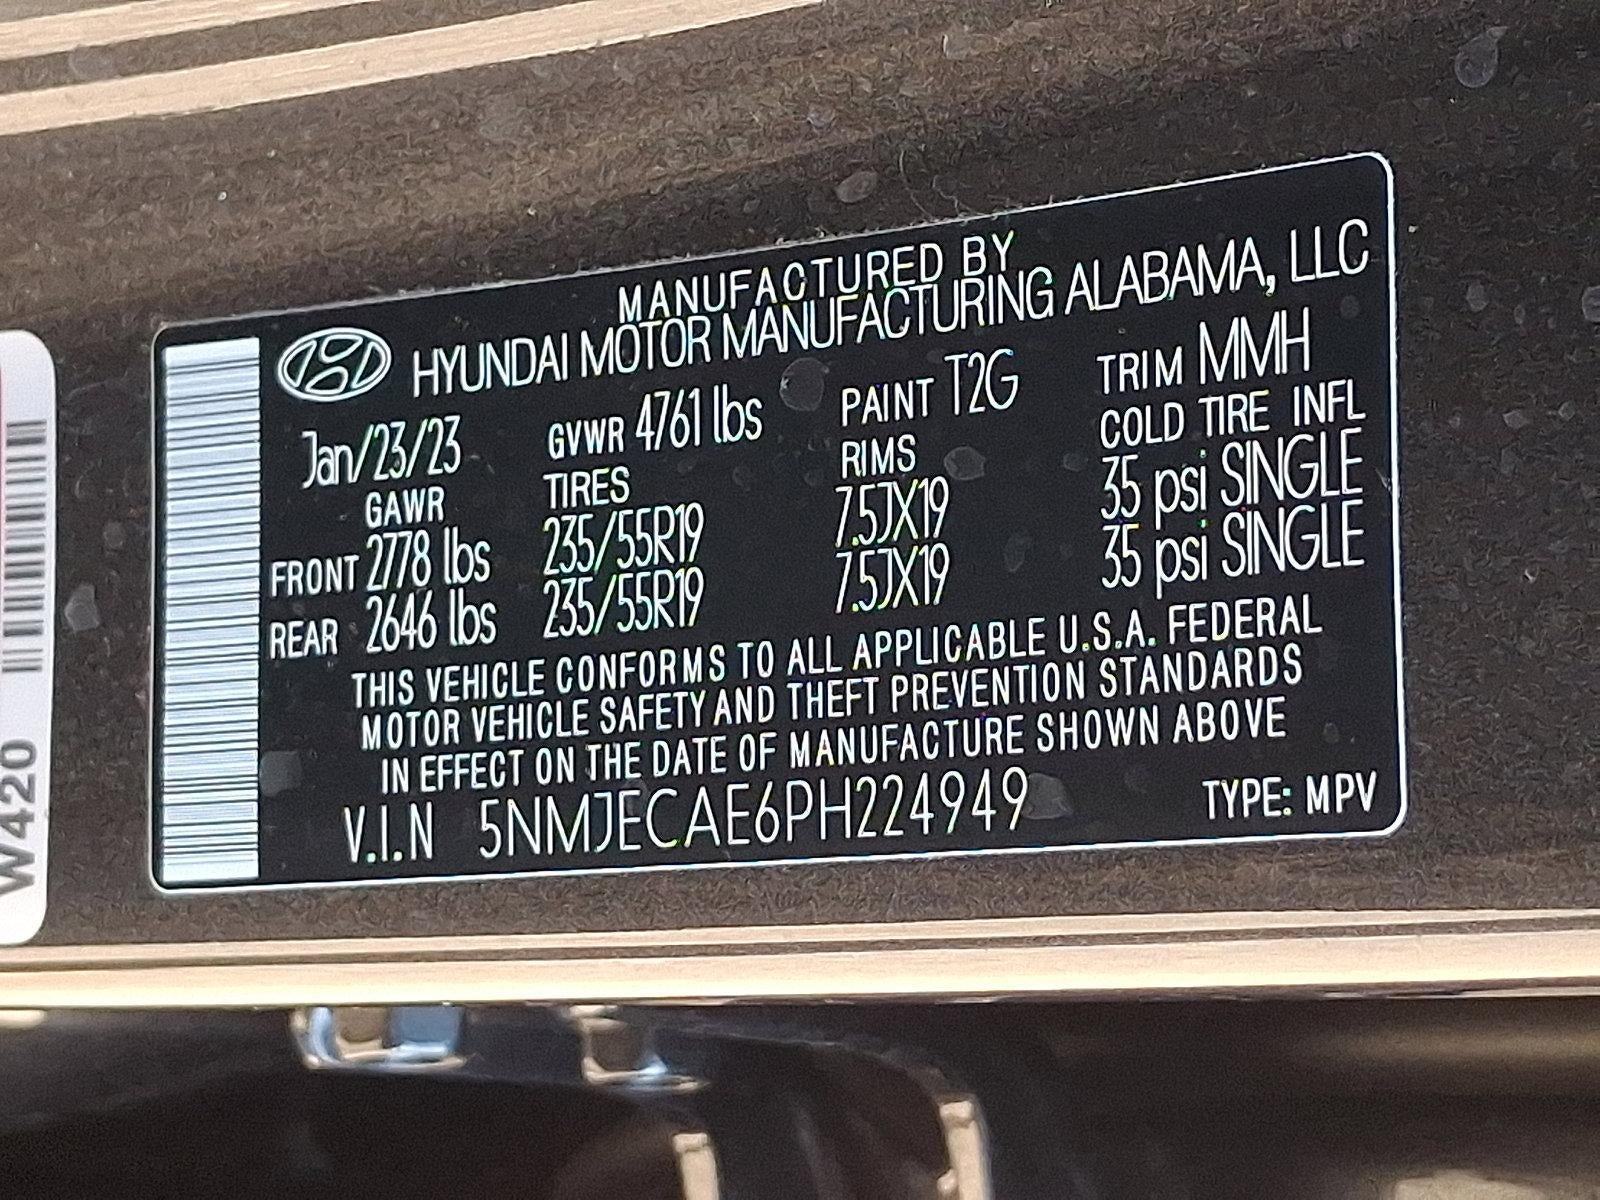 MANUFACTURED BY
HYUNDAI MOTOR MANUFACTURING ALABAMA, LLC
Jan/23/23 GVWR 4761 lbs PAINT T2G TRIM MMH
GAWR TIRES RIMS COLD TIRE INFL
FRONT 2778 lbs 235/55R19 7.5JX19 35 psi SINGLE
REAR 2646 lbs 235/55R19 7.5JX19 35 psi SINGLE
THIS VEHICLE CONFORMS TO ALL APPLICABLE U.S.A. FEDERAL
MOTOR VEHICLE SAFETY AND THEFT PREVENTION STANDARDS
IN EFFECT ON THE DATE OF MANUFACTURE SHOWN ABOVE
V.I.N 5NMJECAE6PH224949 TYPE: MPV
W420